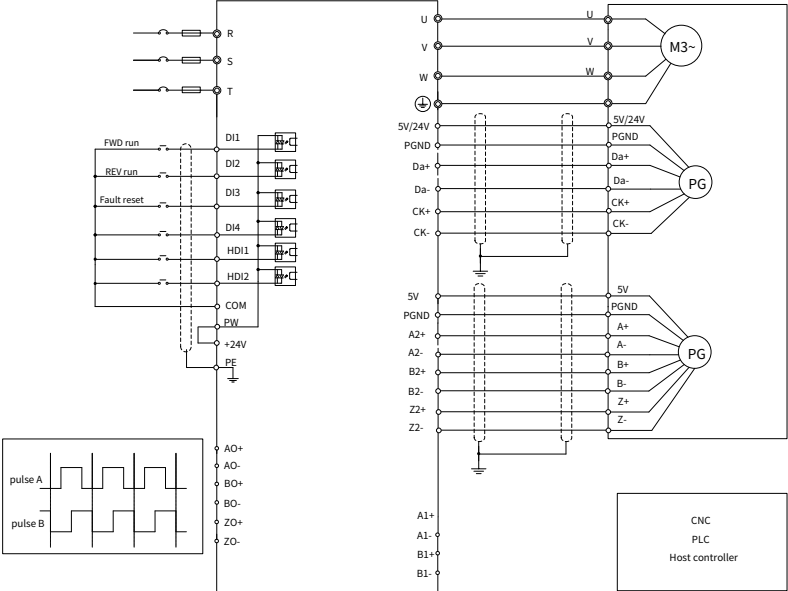 R
S
T
FWD run
REV run
Fault reset
DI1
DI2
DI3
DI4
HDI1
HDI2
COM
PW
+24V
PE
AO+
AO-
BO+
BO-
ZO+
ZO-
pulse A
pulse B
U
V
W
5V/24V
PGND
Da+
Da-
CK+
CK-
5V
PGND
A2+
A2-
B2+
B2-
Z2+
Z2-
A1+
A1-
B1+
B1-
U
V
W
M3~
5V/24V
PGND
Da+
Da-
CK+
CK-
PG
5V
PGND
A+
A-
B+
B-
Z+
Z-
PG
CNC
PLC
Host controller